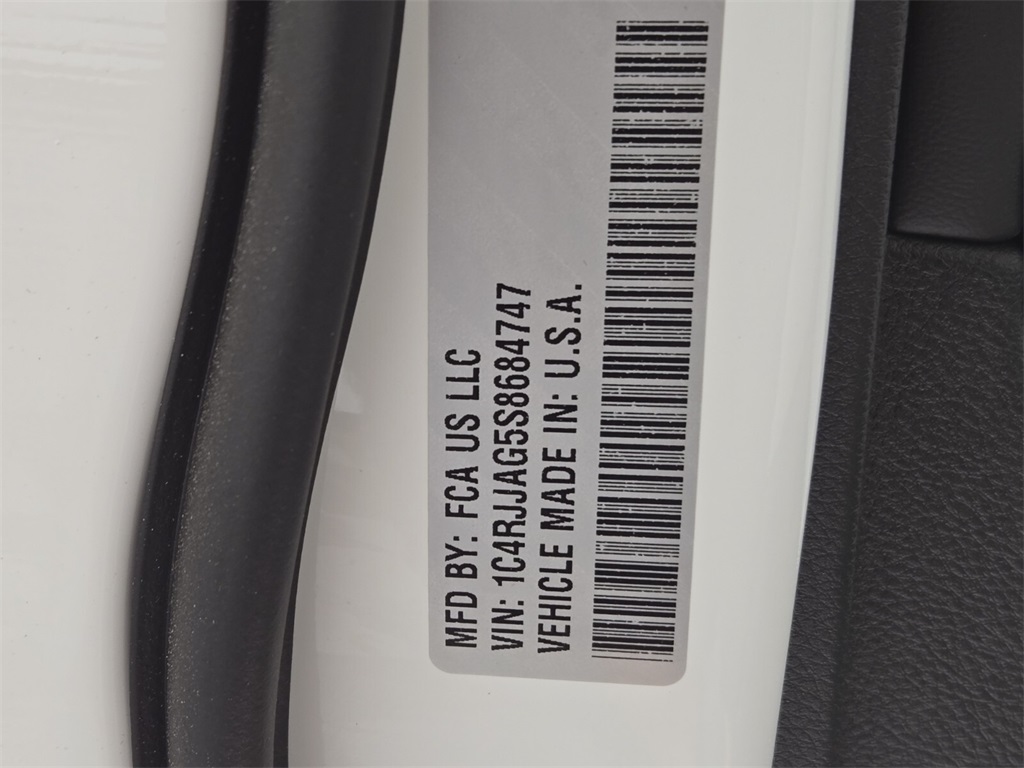 MFD BY: FCA US LLC
VIN: 1C4RJJAG5S8684747
VEHICLE MADE IN: U.S.A.